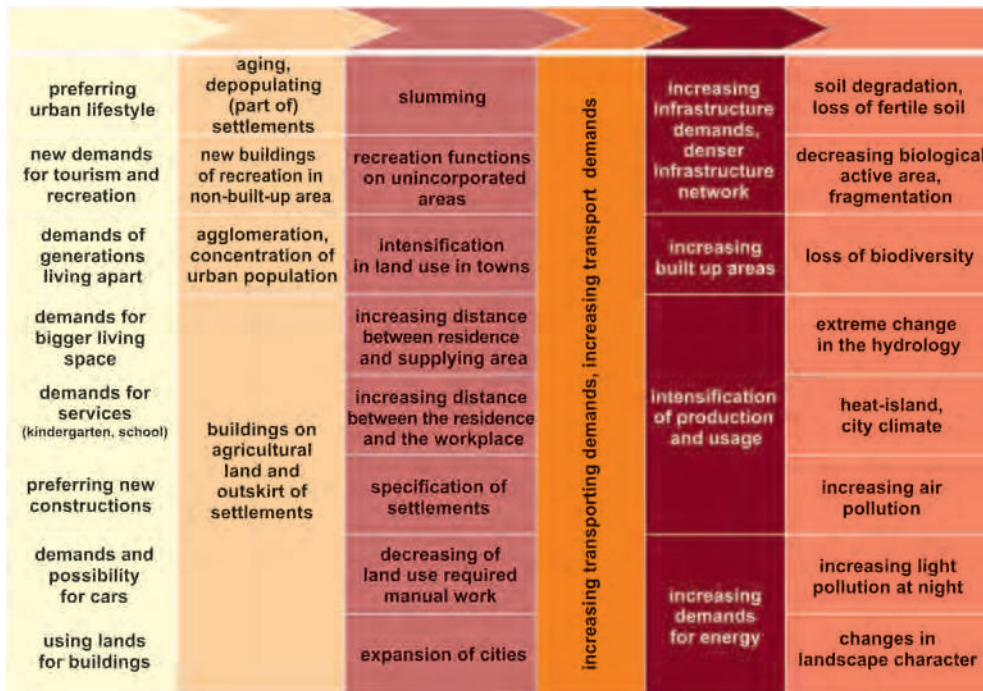 preferring
urban lifestyle
new demands
for tourism and
recreation
demands of
generations
living apart
demands for
bigger living
space
demands for
services
(kindergarten, school)
preferring new
constructions
demands and
possibility
for cars
using lands
for buildings
aging,
depopulating
(part of)
settlements
new buildings
of recreation in
non-built-up area
agglomeration,
concentration of
urban population
buildings on
agricultural
land and
outskirt of
settlements
slumming
recreation functions
on unincorporated
areas
intensification
in land use in towns
increasing distance
between residence
and supplying area
increasing distance
between the residence
and the workplace
specification of
settlements
decreasing of
land use required
manual work
expansion of cities
increasing transporting demands, increasing transport demands
increasing
infrastructure
demands,
denser
infrastructure
network
increasing
built up areas
intensification
of production
and usage
increasing
demands
for energy
soil degradation,
loss of fertile soil
decreasing biological
active area,
fragmentation
loss of biodiversity
extreme change
in the hydrology
heat-island,
city climate
increasing air
pollution
increasing light
pollution at night
changes in
landscape character